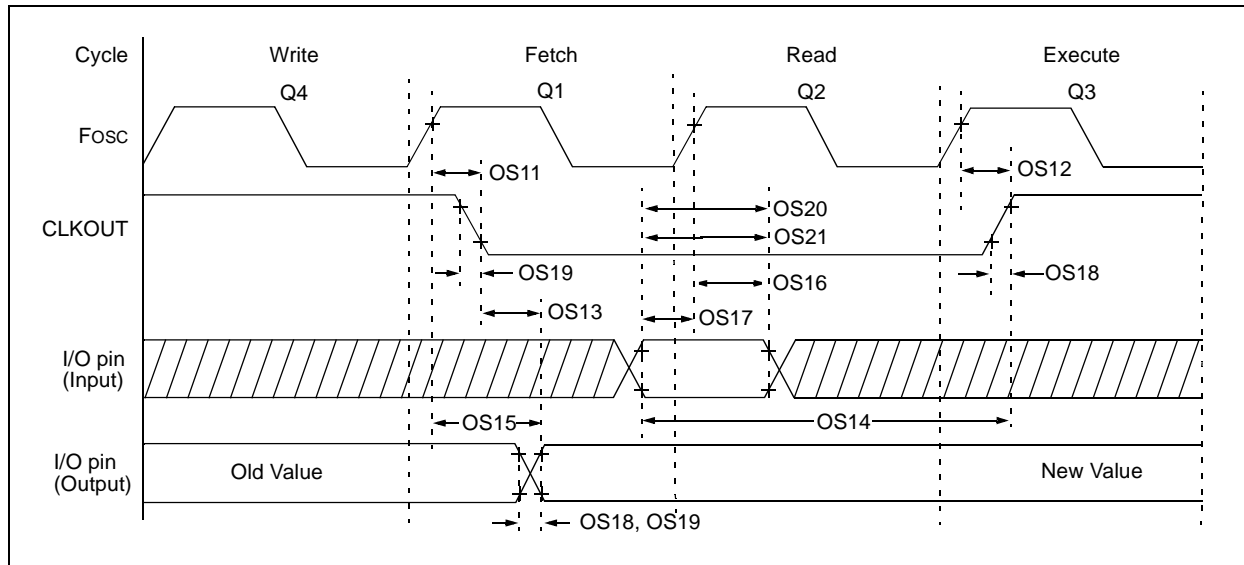 Cycle Write Fetch Read Execute
Q4 Q1 Q2 Q3
FOSC
OS11 OS12
OS20
CLKOUT
OS21
OS19 OS16 OS18
OS13 OS17
I/O pin
(Input)
OS15 OS14
I/O pin
(Output)
Old Value New Value
OS18, OS19